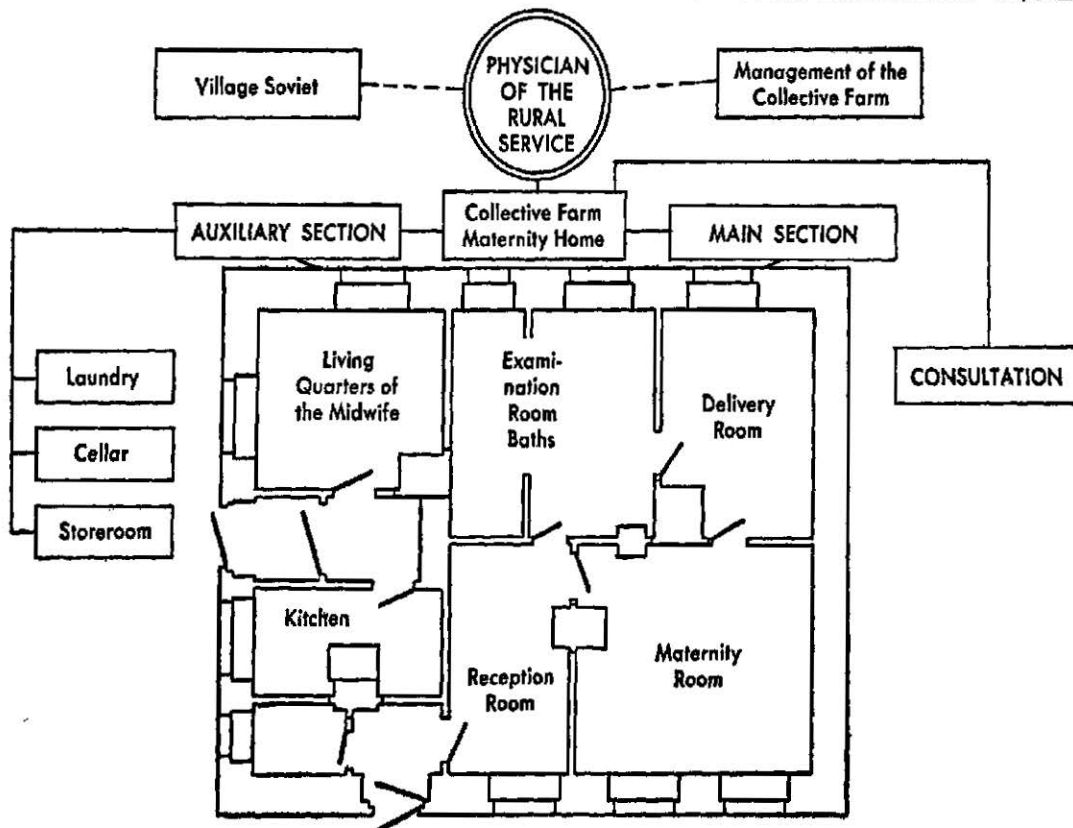 Village Soviet
PHYSICIAN
OF THE
RURAL
SERVICE
Management of the
Collective Farm
AUXILIARY SECTION
Collective Farm
Maternity Home
MAIN SECTION
Living
Quarters of
the Midwife
Exami-
nation
Room
Baths
Delivery
Room
CONSULTATION
Laundry
Cellar
Storeroom
Kitchen
Reception
Room
Maternity
Room